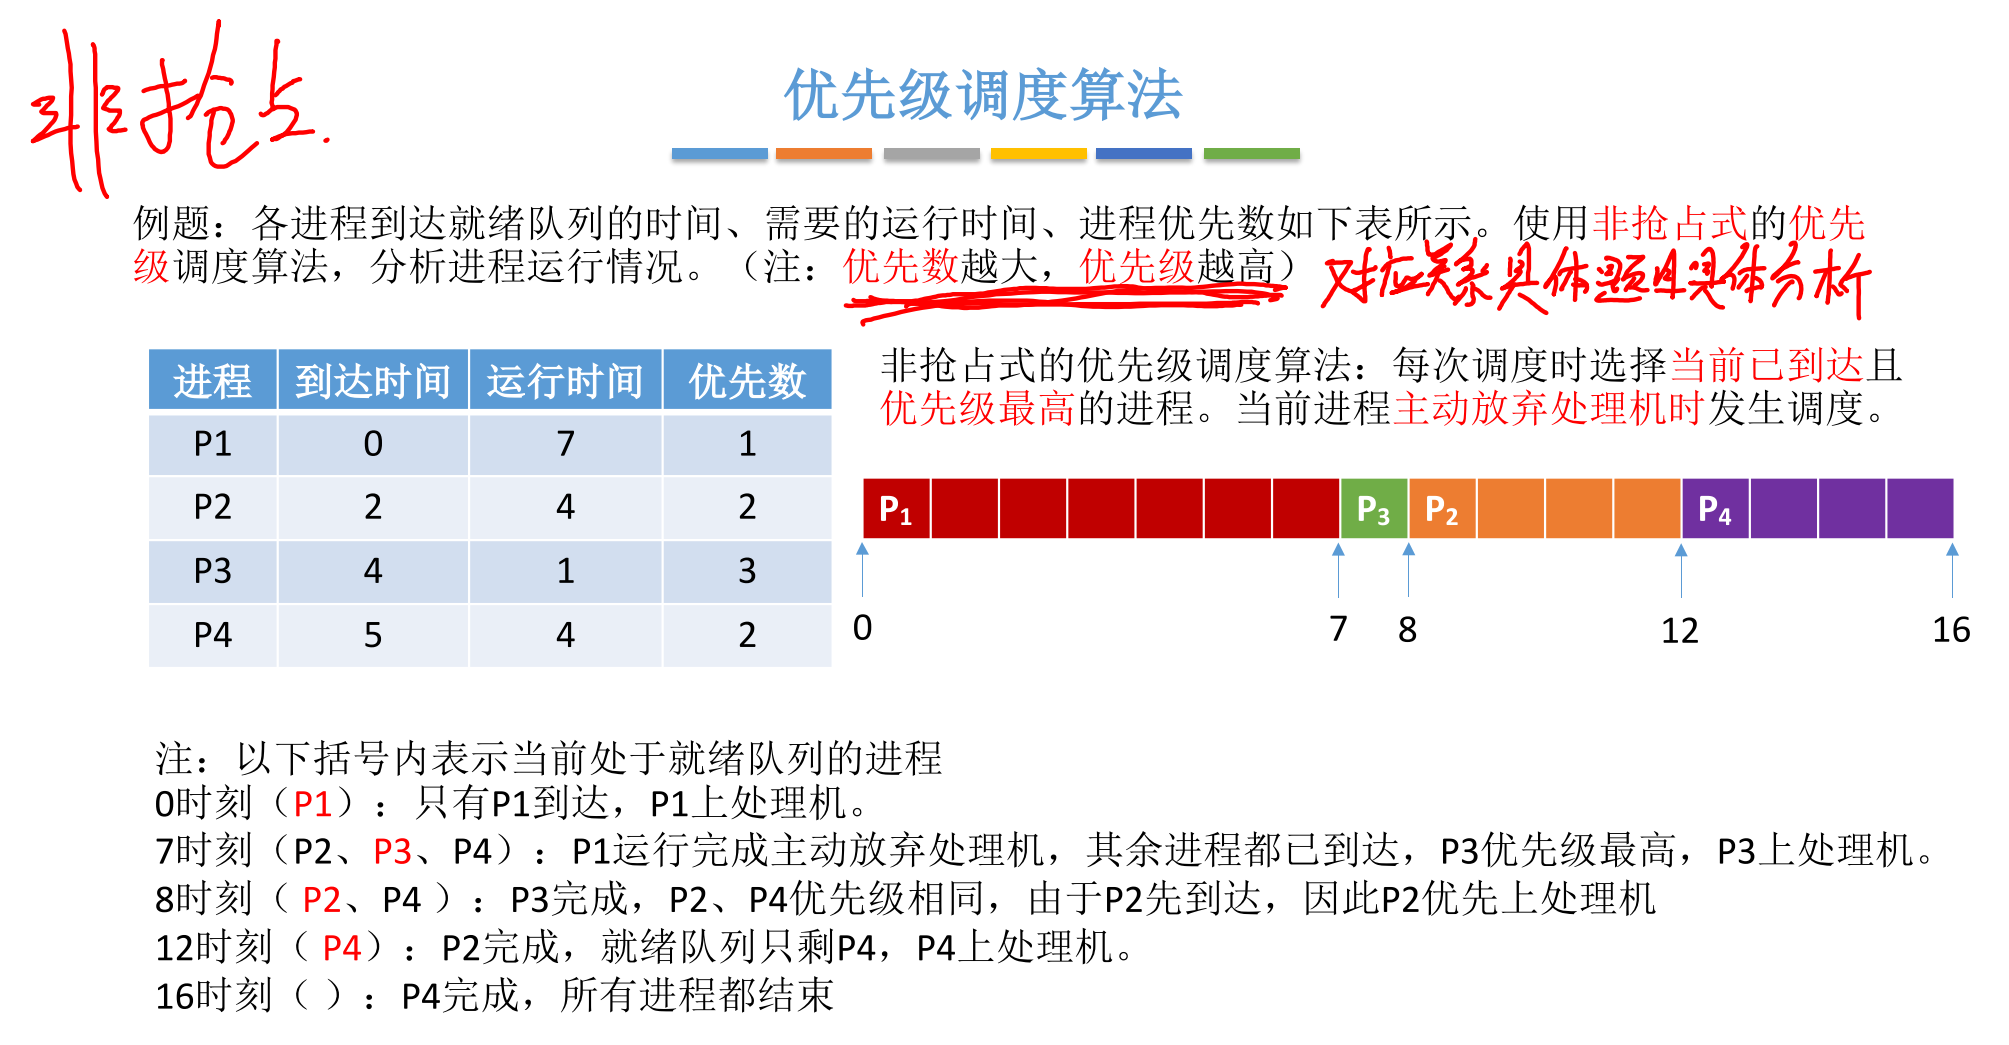 非抢占.
优先级调度算法
例题：各进程到达就绪队列的时间、需要的运行时间、进程优先数如下表所示。使用非抢占式的优先
级调度算法，分析进程运行情况。（注：优先数越大，优先级越高）
对应关系具体题目具体分析
进程 到达时间 运行时间 优先数
P1 0 7 1
P2 2 4 2
P3 4 1 3
P4 5 4 2
非抢占式的优先级调度算法：每次调度时选择当前已到达且
优先级最高的进程。当前进程主动放弃处理机时发生调度。
P1 P3 P2 P4
0 7 8 12 16
注：以下括号内表示当前处于就绪队列的进程
0时刻（P1）：只有P1到达，P1上处理机。
7时刻（P2、P3、P4）：P1运行完成主动放弃处理机，其余进程都已到达，P3优先级最高，P3上处理机。
8时刻（ P2、P4 ）：P3完成，P2、P4优先级相同，由于P2先到达，因此P2优先上处理机
12时刻（ P4）：P2完成，就绪队列只剩P4，P4上处理机。
16时刻（ ）：P4完成，所有进程都结束